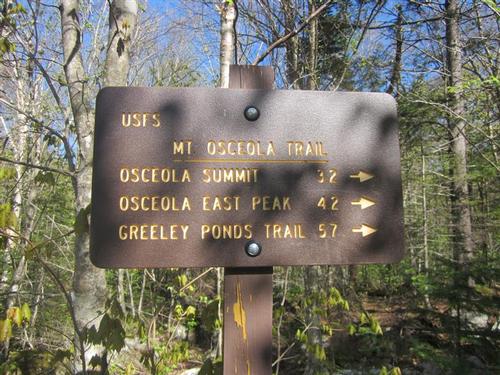 USFS
MT OSCEOLA TRAIL
OSCEOLA SUMMIT 3.2 →
OSCEOLA EAST PEAK 4.2 →
GREELEY PONDS TRAIL 5.7 →